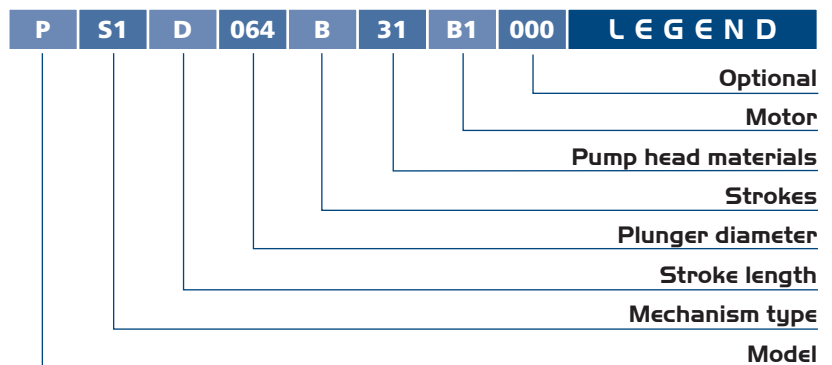 P S1 D 064 B 31 B1 000 LEGEND
Optional
Motor
Pump head materials
Strokes
Plunger diameter
Stroke length
Mechanism type
Model